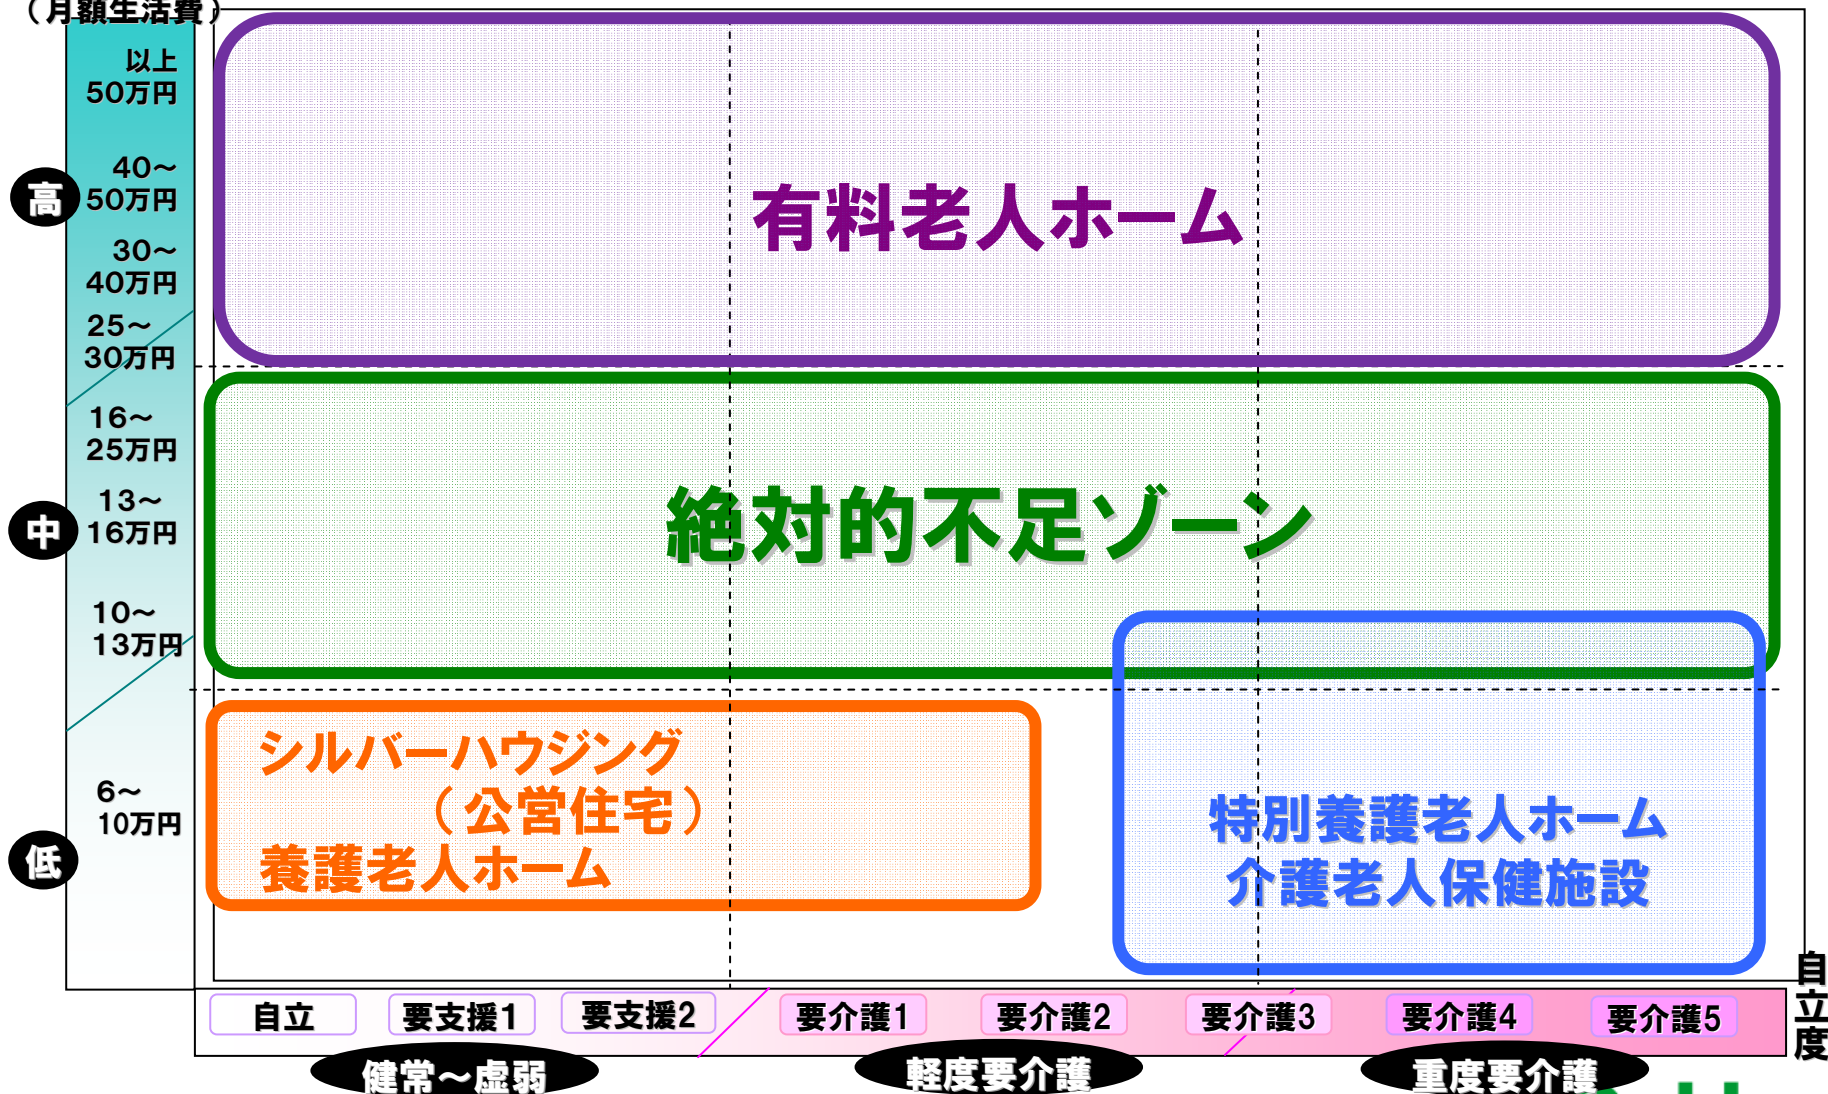 （月額生活費）
以上
50万円
40～
50万円
30～
40万円
25～
30万円
16～
25万円
13～
16万円
10～
13万円
6～
10万円
高
中
低
有料老人ホーム
絶対的不足ゾーン
シルバーハウジング
（公営住宅）
養護老人ホーム
特別養護老人ホーム
介護老人保健施設
自立
要支援1
要支援2
要介護1
要介護2
要介護3
要介護4
要介護5
自立度
健常～虚弱
軽度要介護
重度要介護